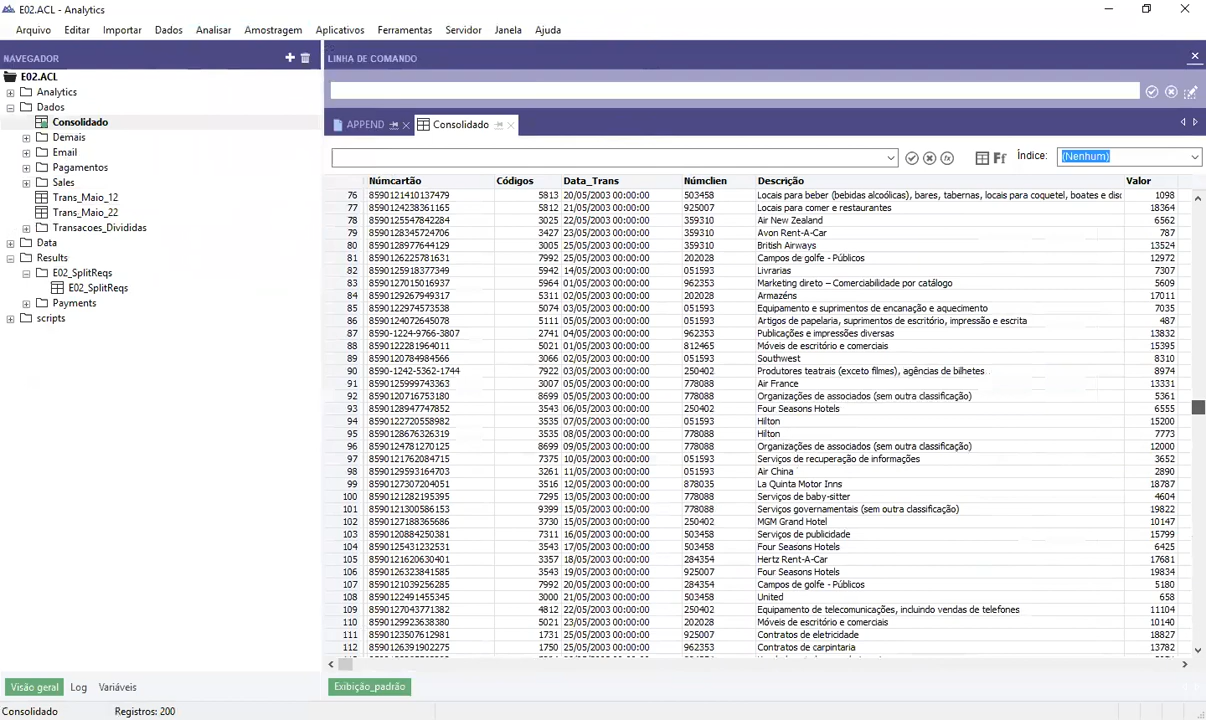 E02.ACL - Analytics
Arquivo Editar Importar Dados Analisar Amostragem Aplicativos Ferramentas Servidor Janela Ajuda
NAVEGADOR
E02.ACL
Analytics
Dados
Consolidado
Demais
Email
Pagamentos
Sales
Trans_Maio_12
Trans_Maio_22
Transacoes_Divididas
Data
Results
E02_SplitReqs
E02_SplitReqs
Payments
scripts
LINHA DE COMANDO
APPEND Consolidado
Índice: (Nenhum)
Númcartão Códigos Data_Trans Númclien Descrição Valor
76 8590121410137479 5813 20/05/2003 00:00:00 503458 Locais para beber (bebidas alcoólicas), bares, tabernas, locais para coquetel, boates e disc 1098
77 8590124238361165 5812 21/05/2003 00:00:00 925007 Locais para comer e restaurantes 18364
78 8590125547842284 3025 22/05/2003 00:00:00 359310 Air New Zealand 6562
79 8590128345724706 3427 23/05/2003 00:00:00 359310 Avon Rent-A-Car 787
80 8590128977644129 3005 25/05/2003 00:00:00 359310 British Airways 13524
81 8590126225781631 7992 25/05/2003 00:00:00 202028 Campos de golfe - Públicos 12972
82 8590125918377349 5942 14/05/2003 00:00:00 051593 Livrarias 7307
83 8590127015016937 5964 01/05/2003 00:00:00 962353 Marketing direto – Comerciabilidade por catálogo 5609
84 8590129267949317 5311 02/05/2003 00:00:00 202028 Armazéns 17011
85 8590122974573538 5074 03/05/2003 00:00:00 051593 Equipamento e suprimentos de encanação e aquecimento 7035
86 8590124072645078 5111 04/05/2003 00:00:00 051593 Artigos de papelaria, suprimentos de escritório, impressão e escrita 487
87 8590-1224-9766-3807 2741 04/05/2003 00:00:00 962353 Publicações e impressões diversas 13832
88 8590122281964011 5021 01/05/2003 00:00:00 812465 Móveis de escritório e comerciais 15395
89 8590120784984566 3066 02/05/2003 00:00:00 051593 Southwest 8310
90 8590-1242-5362-1744 7922 03/05/2003 00:00:00 250402 Produtores teatrais (exceto filmes), agências de bilhetes 8974
91 8590125999743363 3007 05/05/2003 00:00:00 778088 Air France 13331
92 8590120716753180 8699 05/05/2003 00:00:00 778088 Organizações de associados (sem outra classificação) 5361
93 8590128947747852 3543 06/05/2003 00:00:00 250402 Four Seasons Hotels 6555
94 8590122720558982 3535 07/05/2003 00:00:00 051593 Hilton 15200
95 8590128676326319 3535 08/05/2003 00:00:00 778088 Hilton 7773
96 8590124781270125 8699 09/05/2003 00:00:00 778088 Organizações de associados (sem outra classificação) 12000
97 8590121762084715 7375 10/05/2003 00:00:00 051593 Serviços de recuperação de informações 3652
98 8590129593164703 3261 11/05/2003 00:00:00 051593 Air China 2890
99 8590127307204051 3516 12/05/2003 00:00:00 878035 La Quinta Motor Inns 18787
100 8590121282195395 7295 13/05/2003 00:00:00 778088 Serviços de baby-sitter 4604
101 8590121300586153 9399 15/05/2003 00:00:00 778088 Serviços governamentais (sem outra classificação) 19822
102 8590127188365686 3730 15/05/2003 00:00:00 250402 MGM Grand Hotel 10147
103 8590120884250381 7311 16/05/2003 00:00:00 503458 Serviços de publicidade 15799
104 8590125431232531 3543 17/05/2003 00:00:00 503458 Four Seasons Hotels 6425
105 8590121620630401 3357 18/05/2003 00:00:00 284354 Hertz Rent-A-Car 17681
106 8590126323841585 3543 19/05/2003 00:00:00 925007 Four Seasons Hotels 19834
107 8590121039256285 7992 20/05/2003 00:00:00 284354 Campos de golfe - Públicos 5180
108 8590122491455345 3000 21/05/2003 00:00:00 503458 United 658
109 8590127043771382 4812 22/05/2003 00:00:00 250402 Equipamento de telecomunicações, incluindo vendas de telefones 11104
110 8590129923638380 5021 23/05/2003 00:00:00 202028 Móveis de escritório e comerciais 10140
111 8590123507612981 1731 25/05/2003 00:00:00 925007 Contratos de eletricidade 18827
112 8590126391902275 1750 25/05/2003 00:00:00 962353 Contratos de carpintaria 13782
Visão geral Log Variáveis
Exibição_padrão
Consolidado Registros: 200